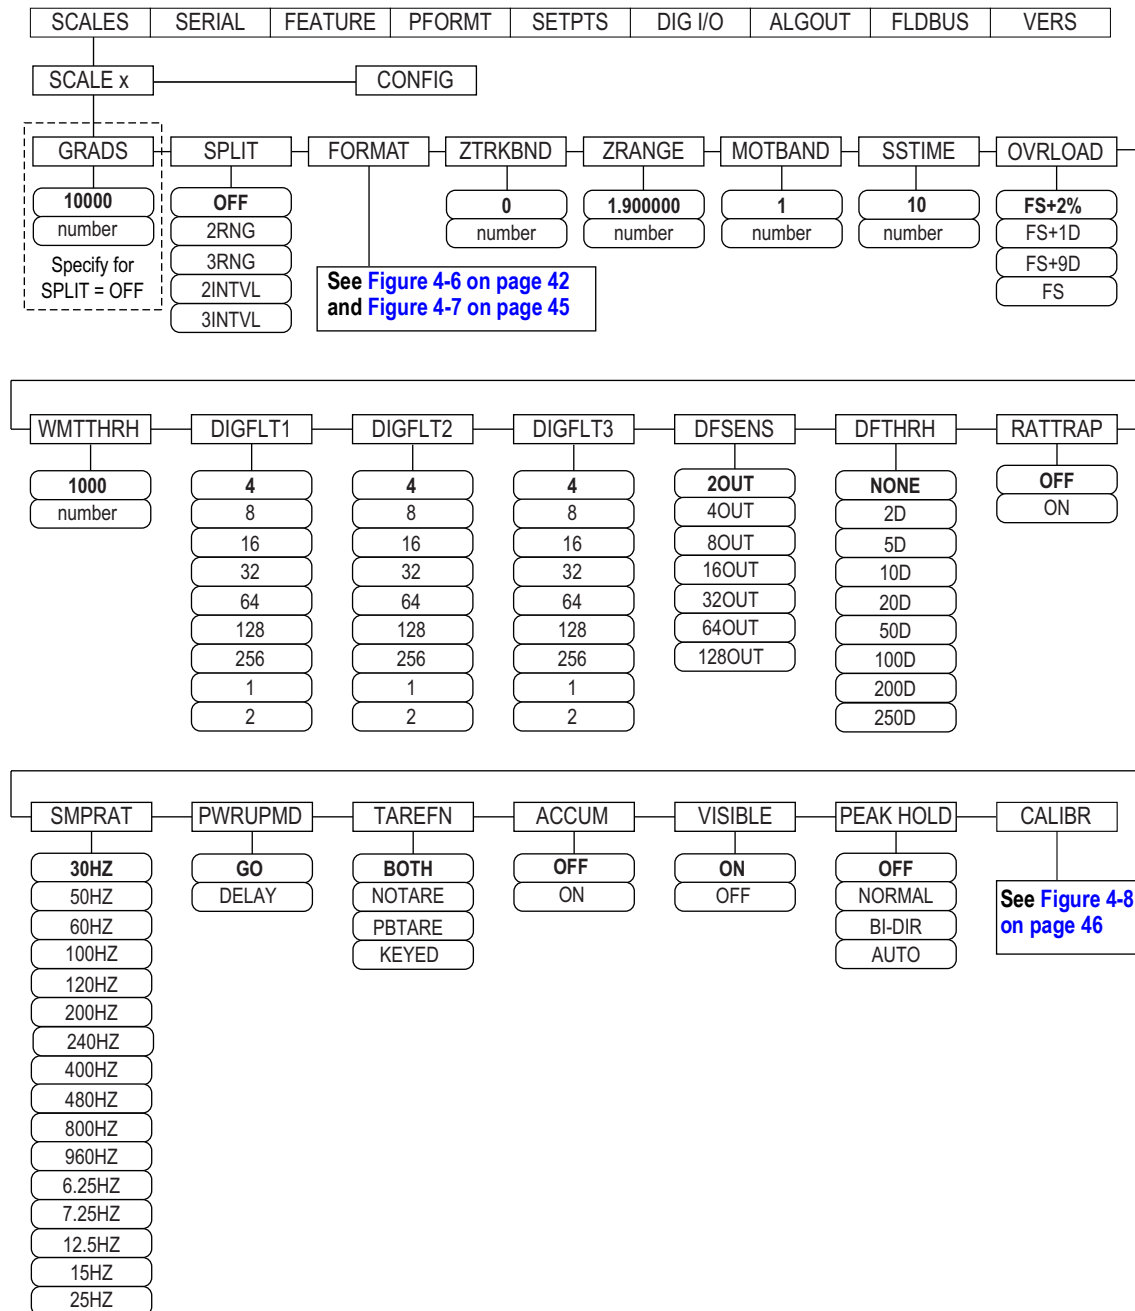 SCALES SERIAL FEATURE PFORMT SETPTS DIG I/O ALGOUT FLDBUS VERS
SCALE x CONFIG
GRADS SPLIT FORMAT ZTRKBND ZRANGE MOTBAND SSTIME OVRLOAD
10000
number
Specify for
SPLIT = OFF
OFF
2RNG
3RNG
2INTVL
3INTVL
See Figure 4-6 on page 42
and Figure 4-7 on page 45
0
number
1.900000
number
1
number
10
number
FS+2%
FS+1D
FS+9D
FS
WMTTHRH DIGFLT1 DIGFLT2 DIGFLT3 DFSENS DFTHRH RATTRAP
1000
number
4
8
16
32
64
128
256
1
2
4
8
16
32
64
128
256
1
2
4
8
16
32
64
128
256
1
2
2OUT
4OUT
8OUT
16OUT
32OUT
64OUT
128OUT
NONE
2D
5D
10D
20D
50D
100D
200D
250D
OFF
ON
SMPRAT PWRUPMD TAREFN ACCUM VISIBLE PEAK HOLD CALIBR
30HZ
50HZ
60HZ
100HZ
120HZ
200HZ
240HZ
400HZ
480HZ
800HZ
960HZ
6.25HZ
7.25HZ
12.5HZ
15HZ
25HZ
GO
DELAY
BOTH
NOTARE
PBTARE
KEYED
OFF
ON
ON
OFF
OFF
NORMAL
BI-DIR
AUTO
See Figure 4-8
on page 46